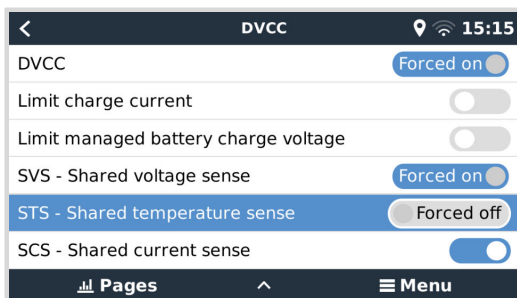 DVCC 15:15
DVCC Forced on
Limit charge current
Limit managed battery charge voltage
SVS - Shared voltage sense Forced on
STS - Shared temperature sense Forced off
SCS - Shared current sense
Pages Menu